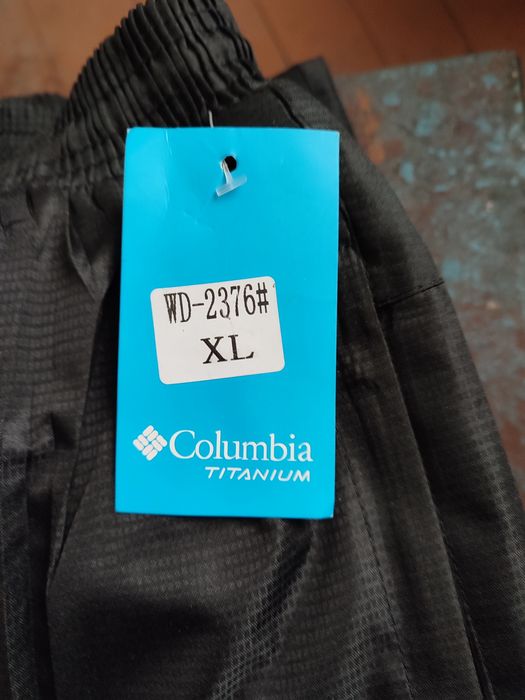 WD-2376#
XL
Columbia
TITANIUM